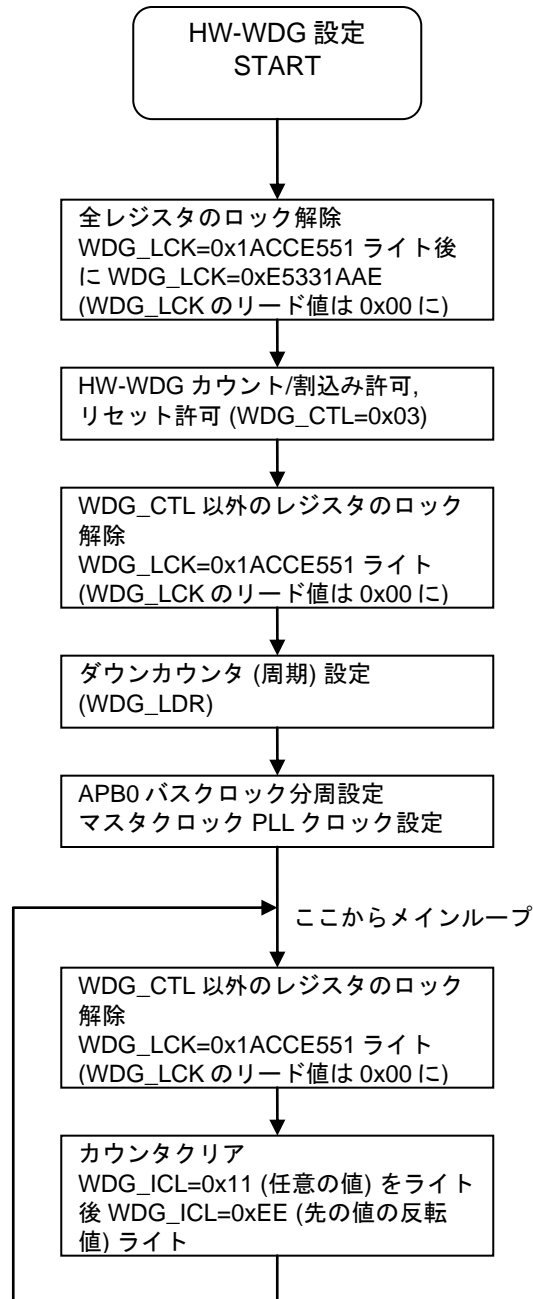 HW-WDG 設定
START
全レジスタのロック解除
WDG_LCK=0x1ACCE551 ライト後
に WDG_LCK=0xE5331AAE
(WDG_LCK のリード値は 0x00 に)
HW-WDG カウント/割込み許可,
リセット許可 (WDG_CTL=0x03)
WDG_CTL 以外のレジスタのロック
解除
WDG_LCK=0x1ACCE551 ライト
(WDG_LCK のリード値は 0x00 に)
ダウンカウンタ (周期) 設定
(WDG_LDR)
APB0 バスクロック分周設定
マスタクロック PLL クロック設定
ここからメインループ
WDG_CTL 以外のレジスタのロック
解除
WDG_LCK=0x1ACCE551 ライト
(WDG_LCK のリード値は 0x00 に)
カウンタクリア
WDG_ICL=0x11 (任意の値) をライト
後 WDG_ICL=0xEE (先の値の反転
値) ライト